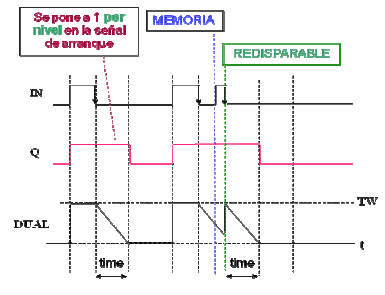 Se pone a 1 por
nivel en la señal
de arranque
MEMORIA
REDISPARABLE
IN
Q
TW
DUAL
t
time
time